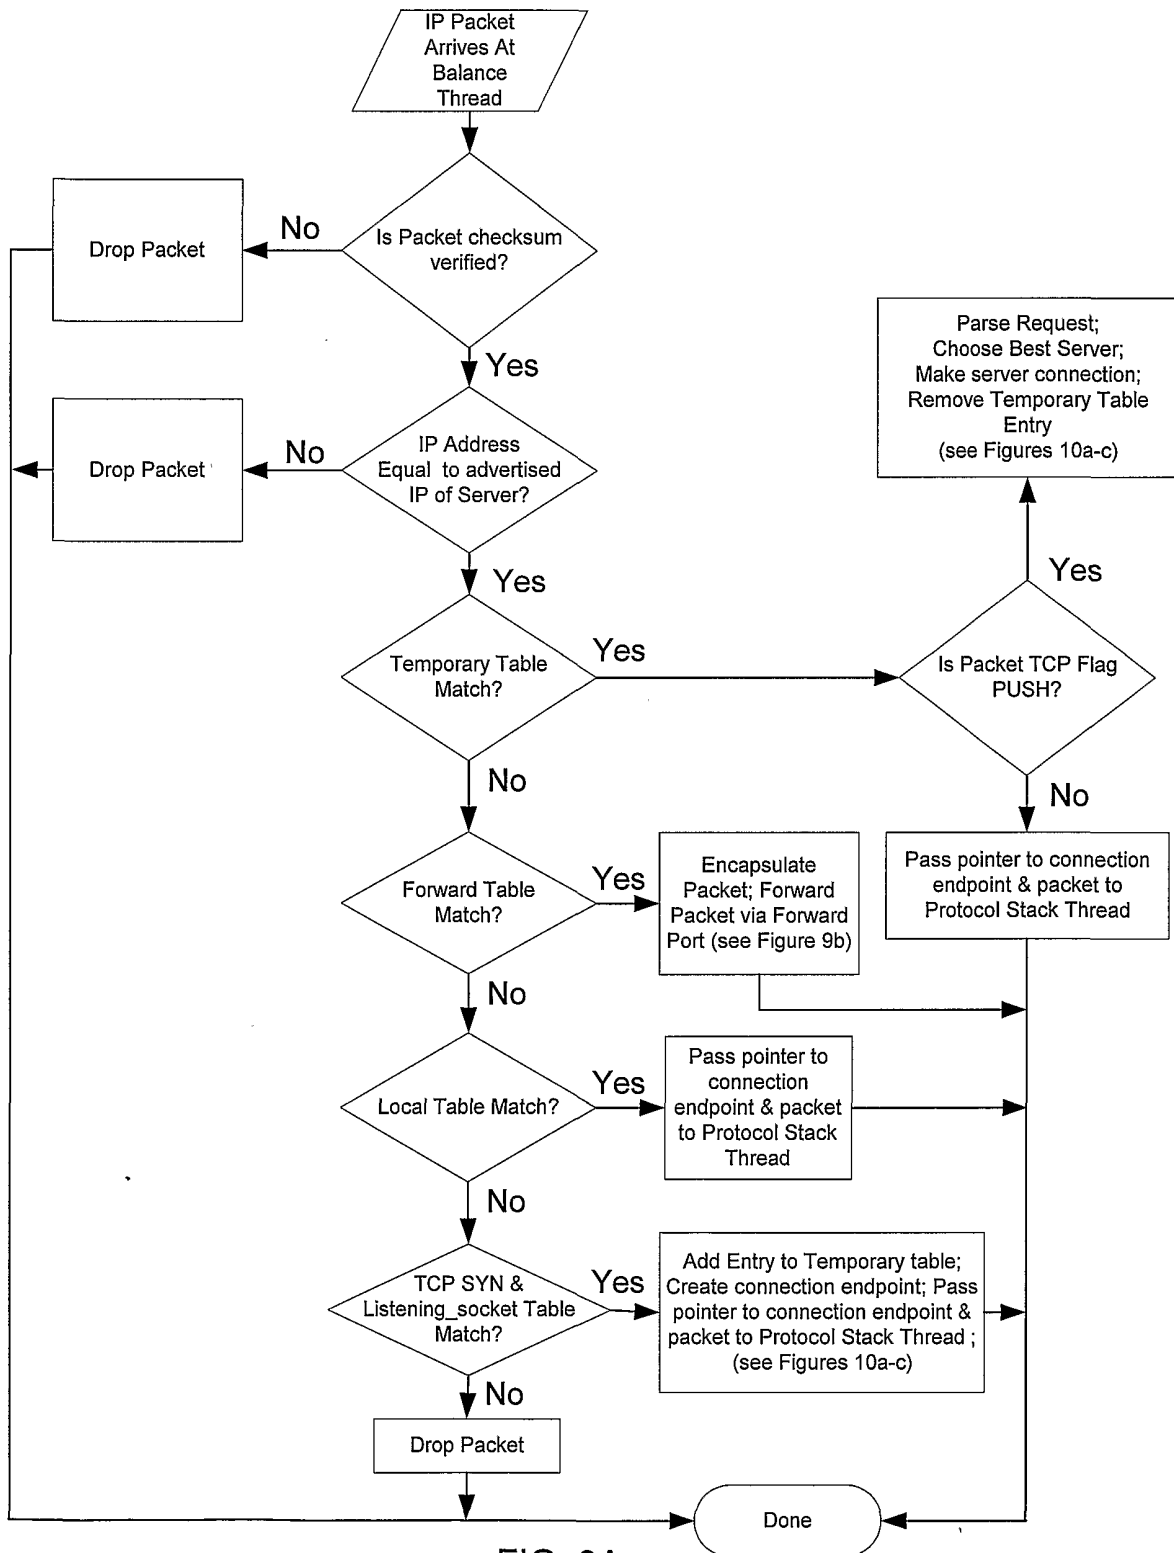 IP Packet
Arrives At
Balance
Thread
Is Packet checksum
verified?
No
Drop Packet
Yes
IP Address
Equal to advertised
IP of Server?
No
Drop Packet
Yes
Parse Request;
Choose Best Server;
Make server connection;
Remove Temporary Table
Entry
(see Figures 10a-c)
Yes
Temporary Table
Match?
Yes
Is Packet TCP Flag
PUSH?
No
No
Pass pointer to connection
endpoint & packet to
Protocol Stack Thread
Forward Table
Match?
Yes
Encapsulate
Packet; Forward
Packet via Forward
Port (see Figure 9b)
No
Local Table Match?
Yes
Pass pointer to
connection
endpoint & packet
to Protocol Stack
Thread
No
TCP SYN &
Listening_socket Table
Match?
Yes
Add Entry to Temporary table;
Create connection endpoint; Pass
pointer to connection endpoint &
packet to Protocol Stack Thread ;
(see Figures 10a-c)
No
Drop Packet
Done